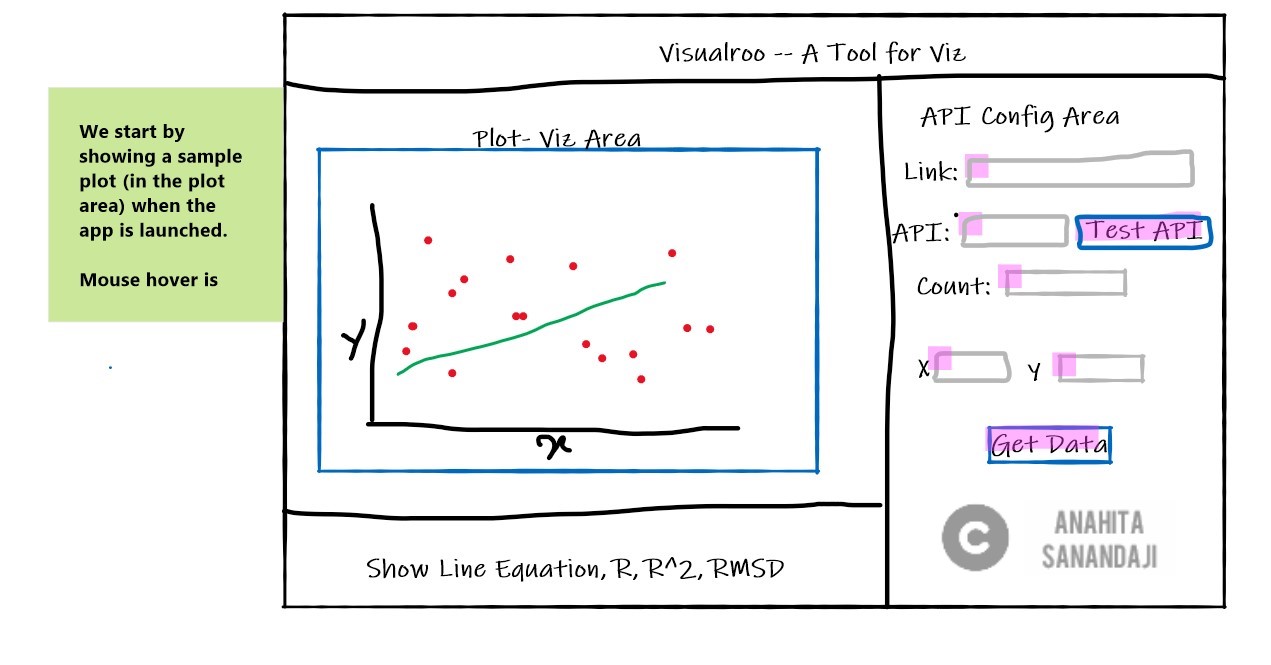 Visualroo -- A Tool for Viz
We start by
showing a sample
plot (in the plot
area) when the
app is launched.
Mouse hover is
Plot- Viz Area
Y
x
Show Line Equation, R, R^2, RMSD
API Config Area
Link:
API: Test API
Count:
X Y
Get Data
C
ANAHITA
SANANDAJI